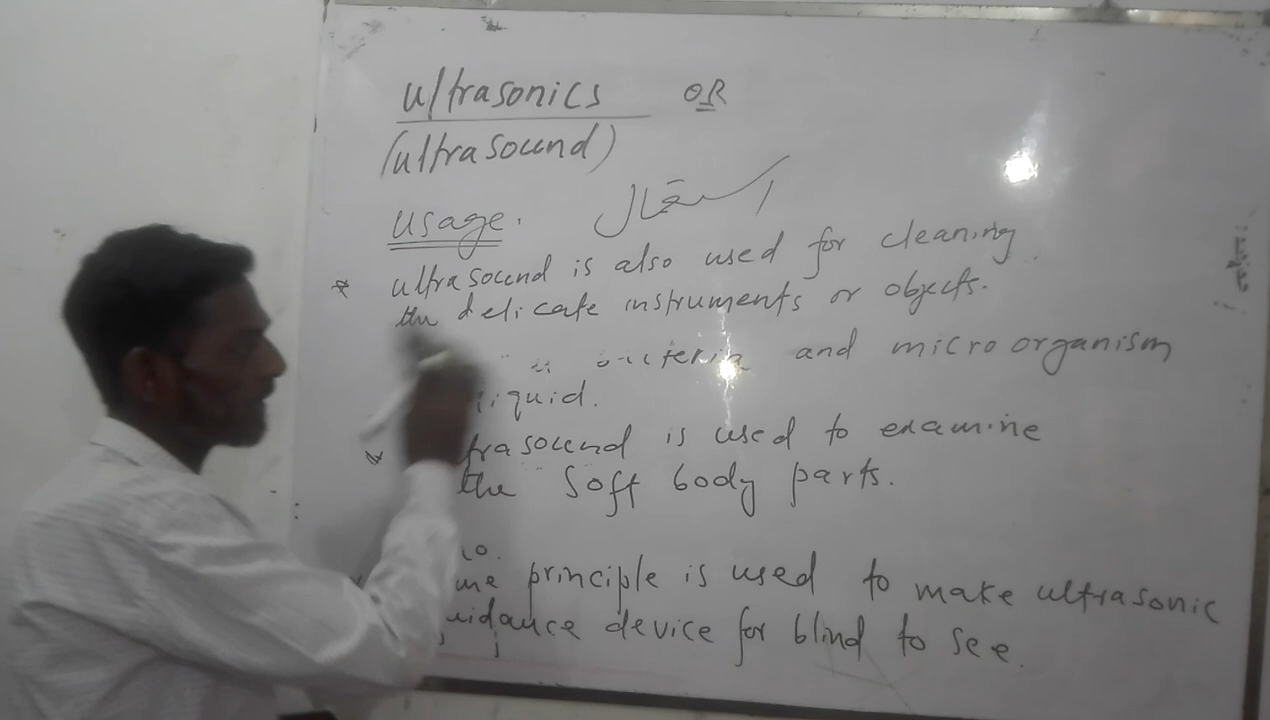 ultrasonics OR
(ultrasound)
usage. استعمال
* ultrasound is also used for cleaning
the delicate instruments or objects.
bacteria and microorganism
liquid.
* trasound is used to examine
the soft body parts.
principle is used to make ultrasonic
uidance device for blind to see.